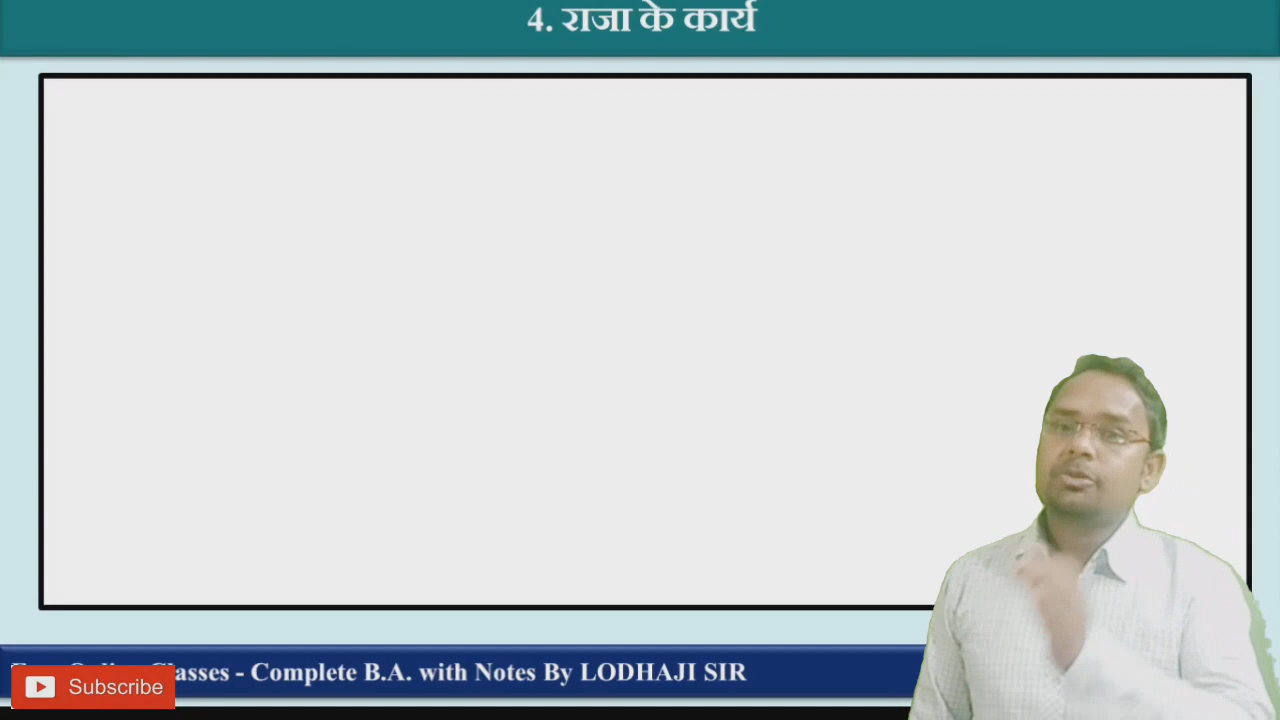 4. राजा के कार्य
Classes - Complete B.A. with Notes By LODHAJI SIR
Subscribe